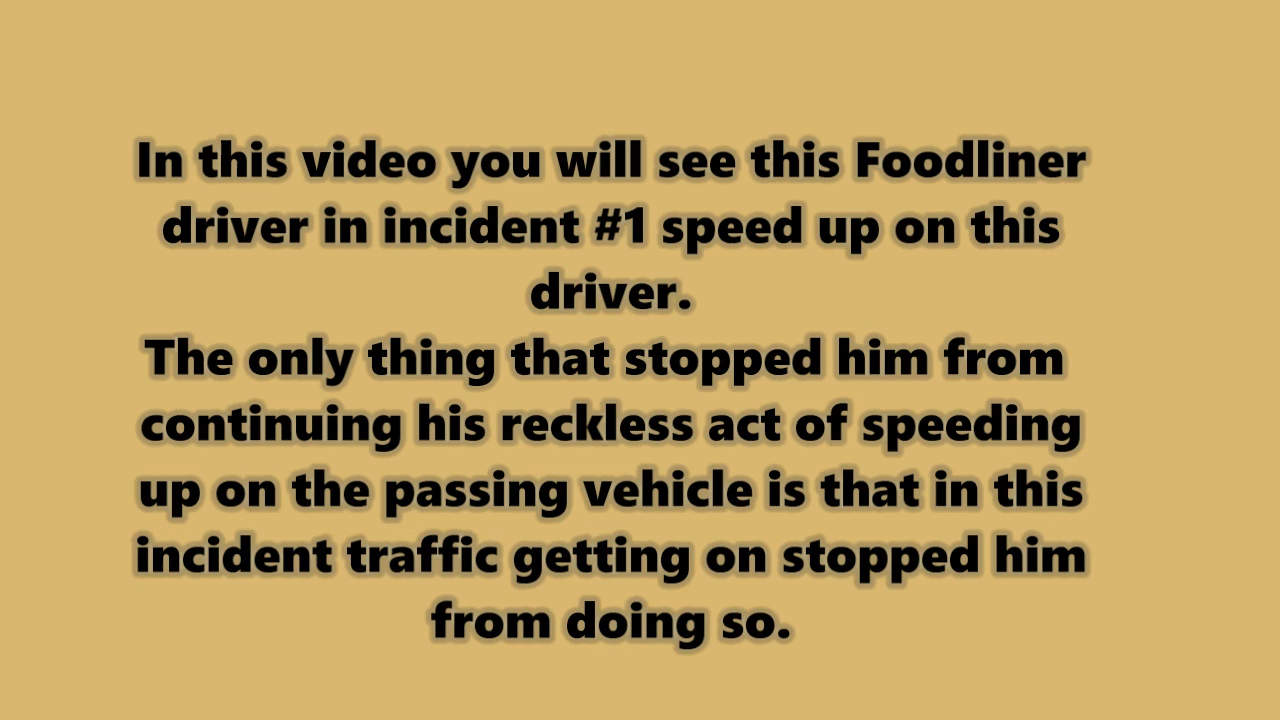 In this video you will see this Foodliner
driver in incident #1 speed up on this
driver.
The only thing that stopped him from
continuing his reckless act of speeding
up on the passing vehicle is that in this
incident traffic getting on stopped him
from doing so.